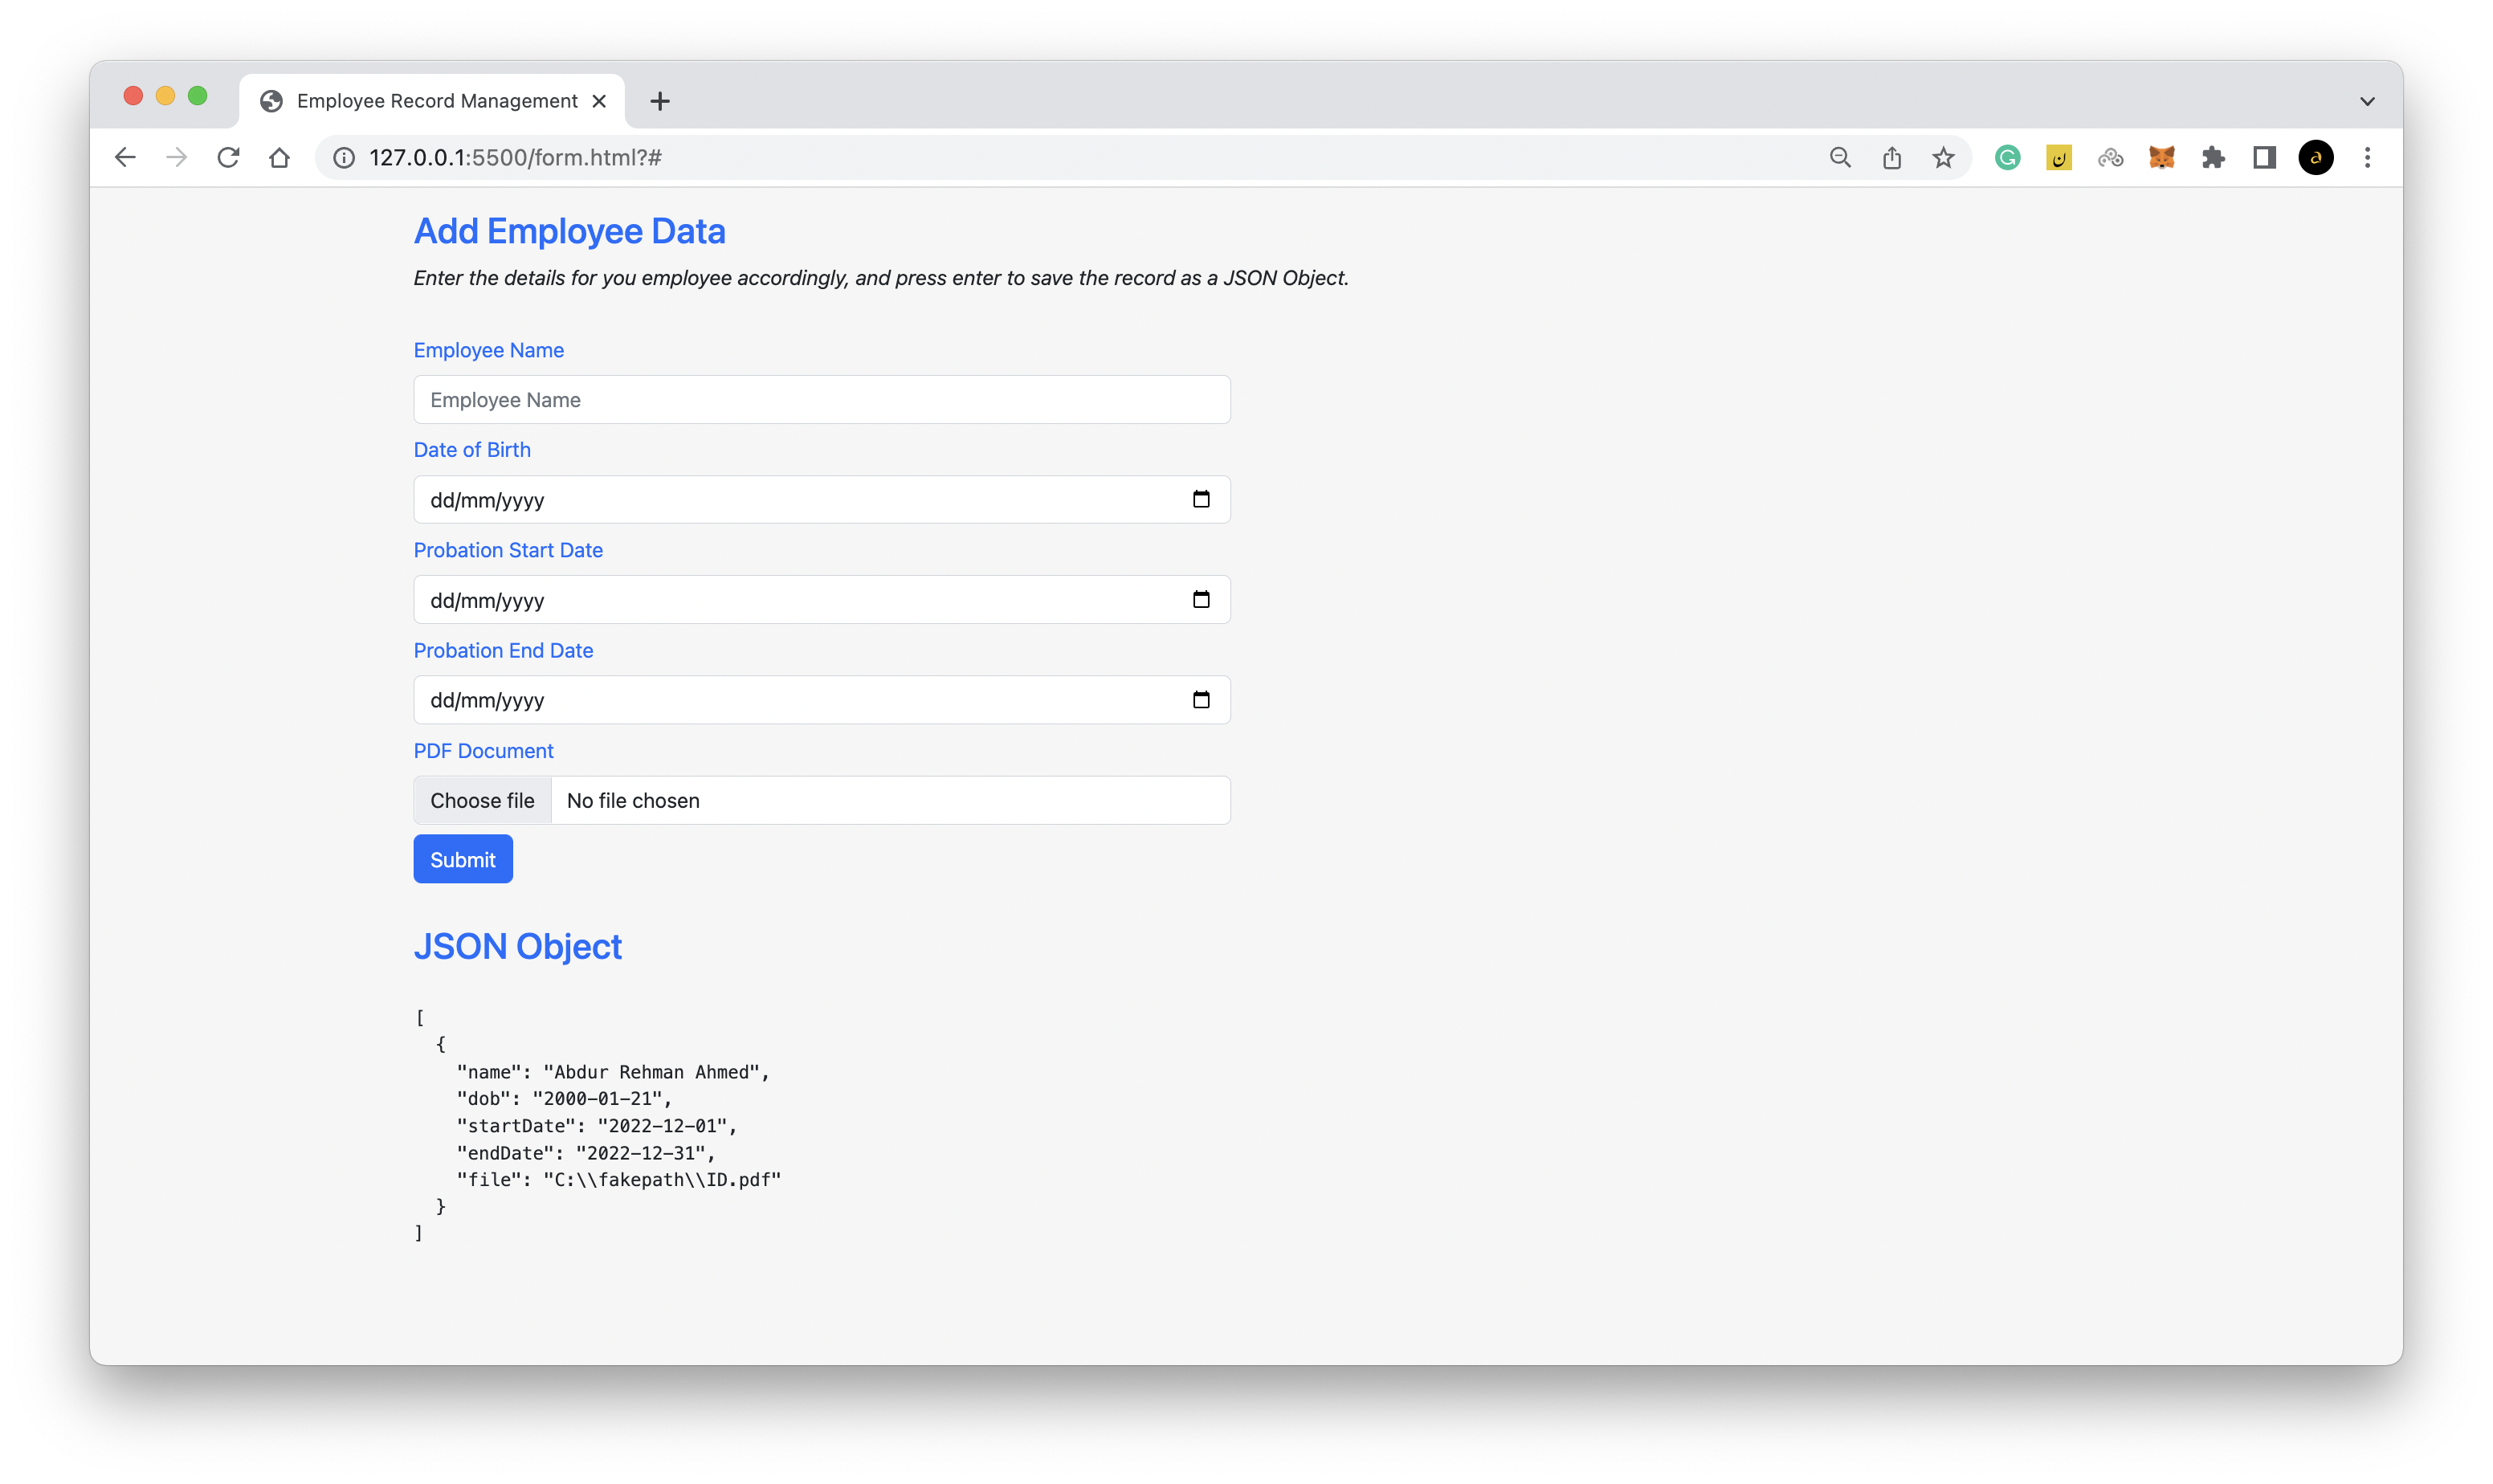 Employee Record Management
127.0.0.1:5500/form.html?#
Add Employee Data
Enter the details for you employee accordingly, and press enter to save the record as a JSON Object.
Employee Name
Employee Name
Date of Birth
dd/mm/yyyy
Probation Start Date
dd/mm/yyyy
Probation End Date
dd/mm/yyyy
PDF Document
Choose file No file chosen
Submit
JSON Object
[
{
"name": "Abdur Rehman Ahmed",
"dob": "2000-01-21",
"startDate": "2022-12-01",
"endDate": "2022-12-31",
"file": "C:\\fakepath\\ID.pdf"
}
]